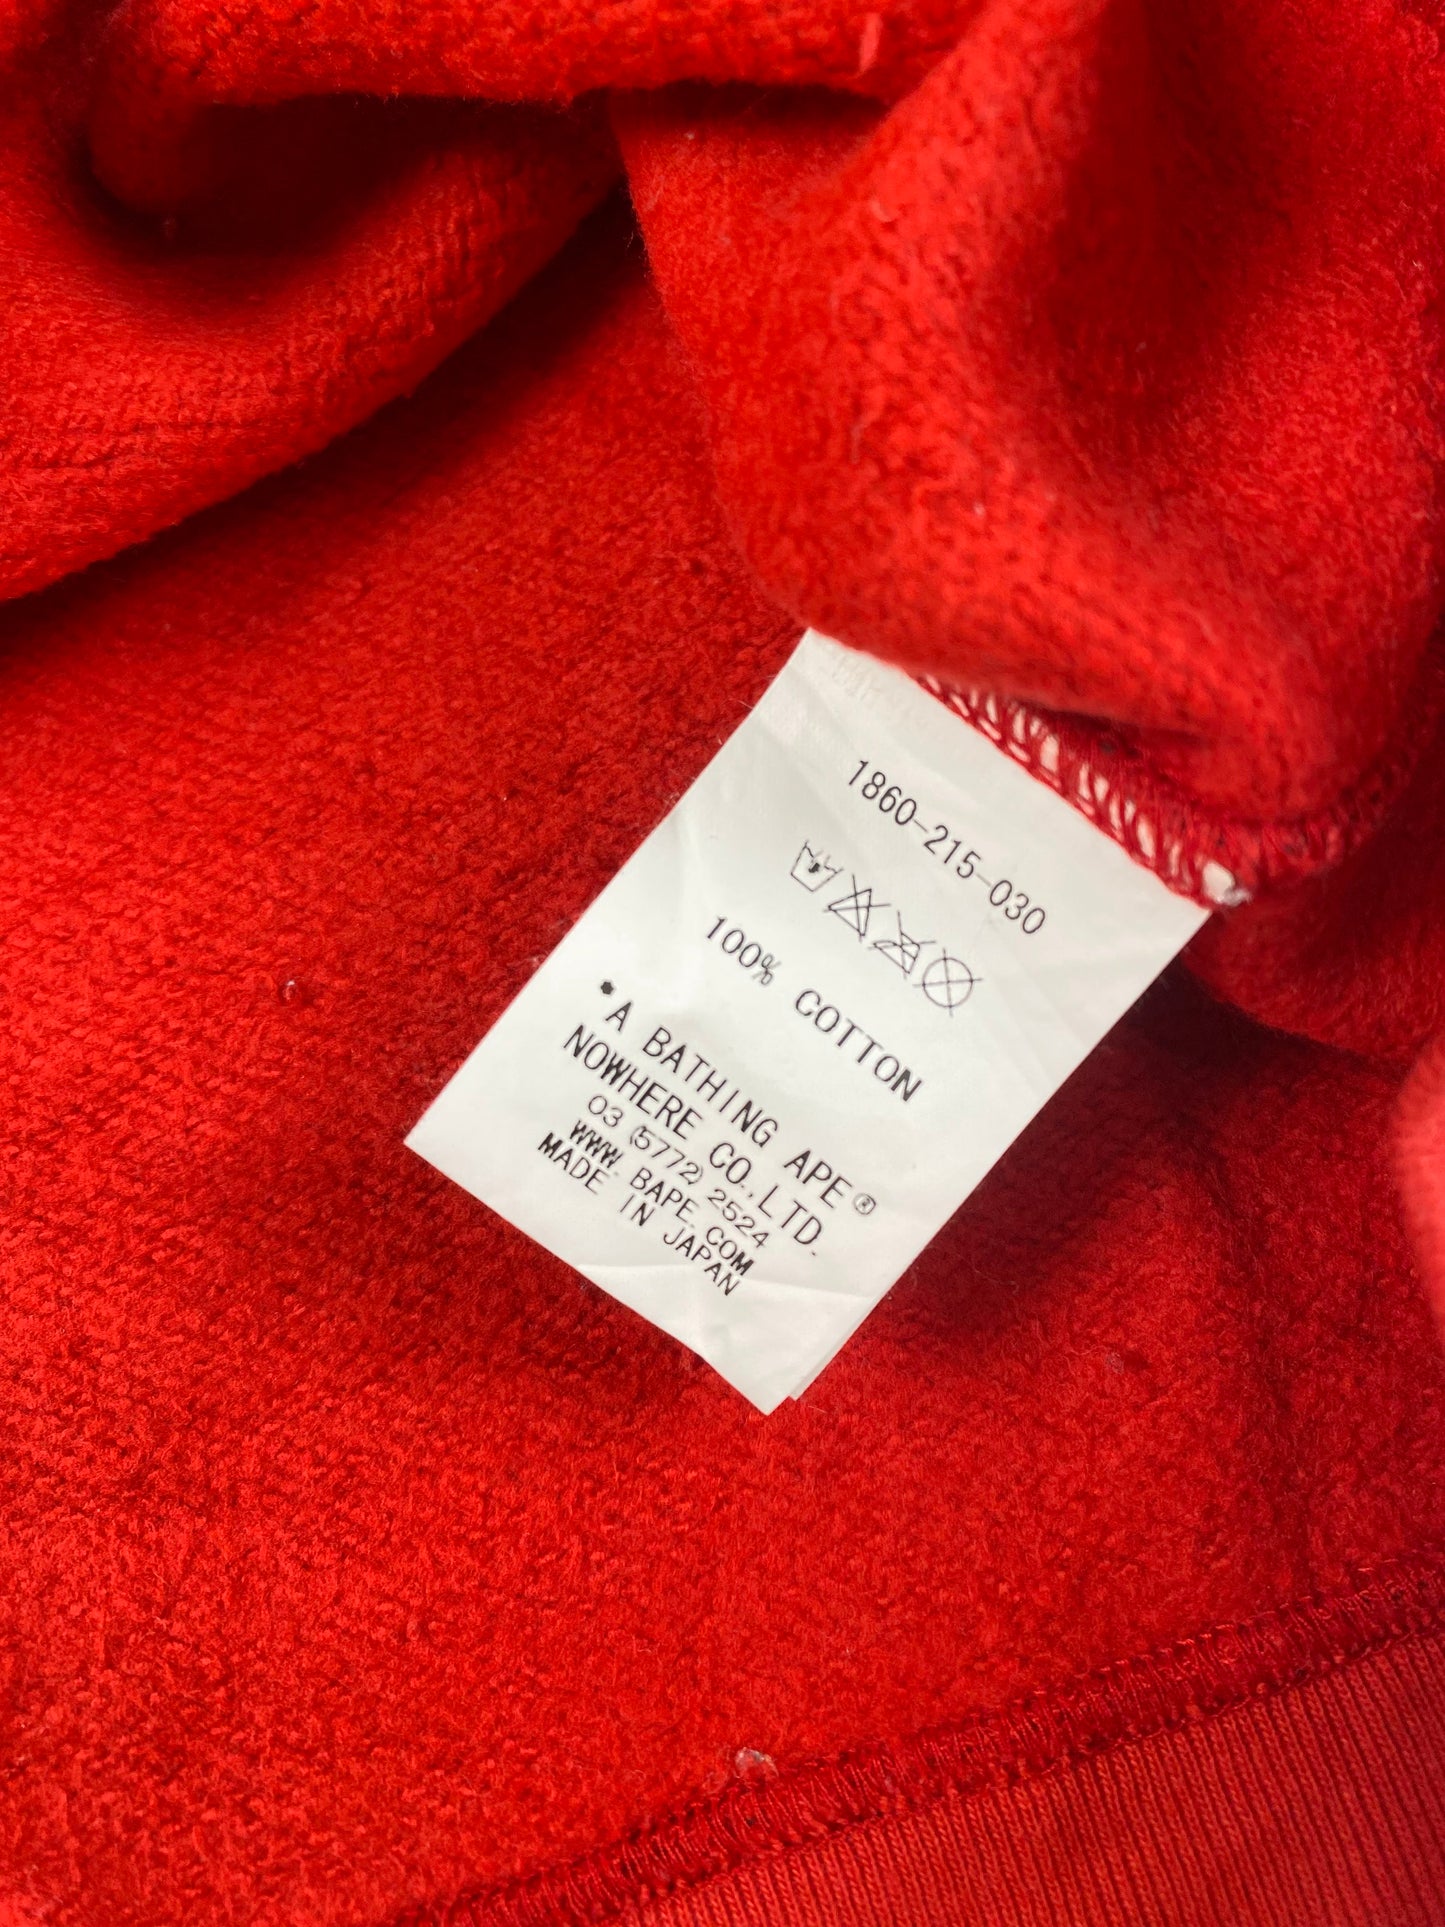 1860-215-030
100% COTTON
*A BATHING APE®
NOWHERE CO.,LTD.
03 (5772) 2524
WWW. BAPE. COM
MADE IN JAPAN